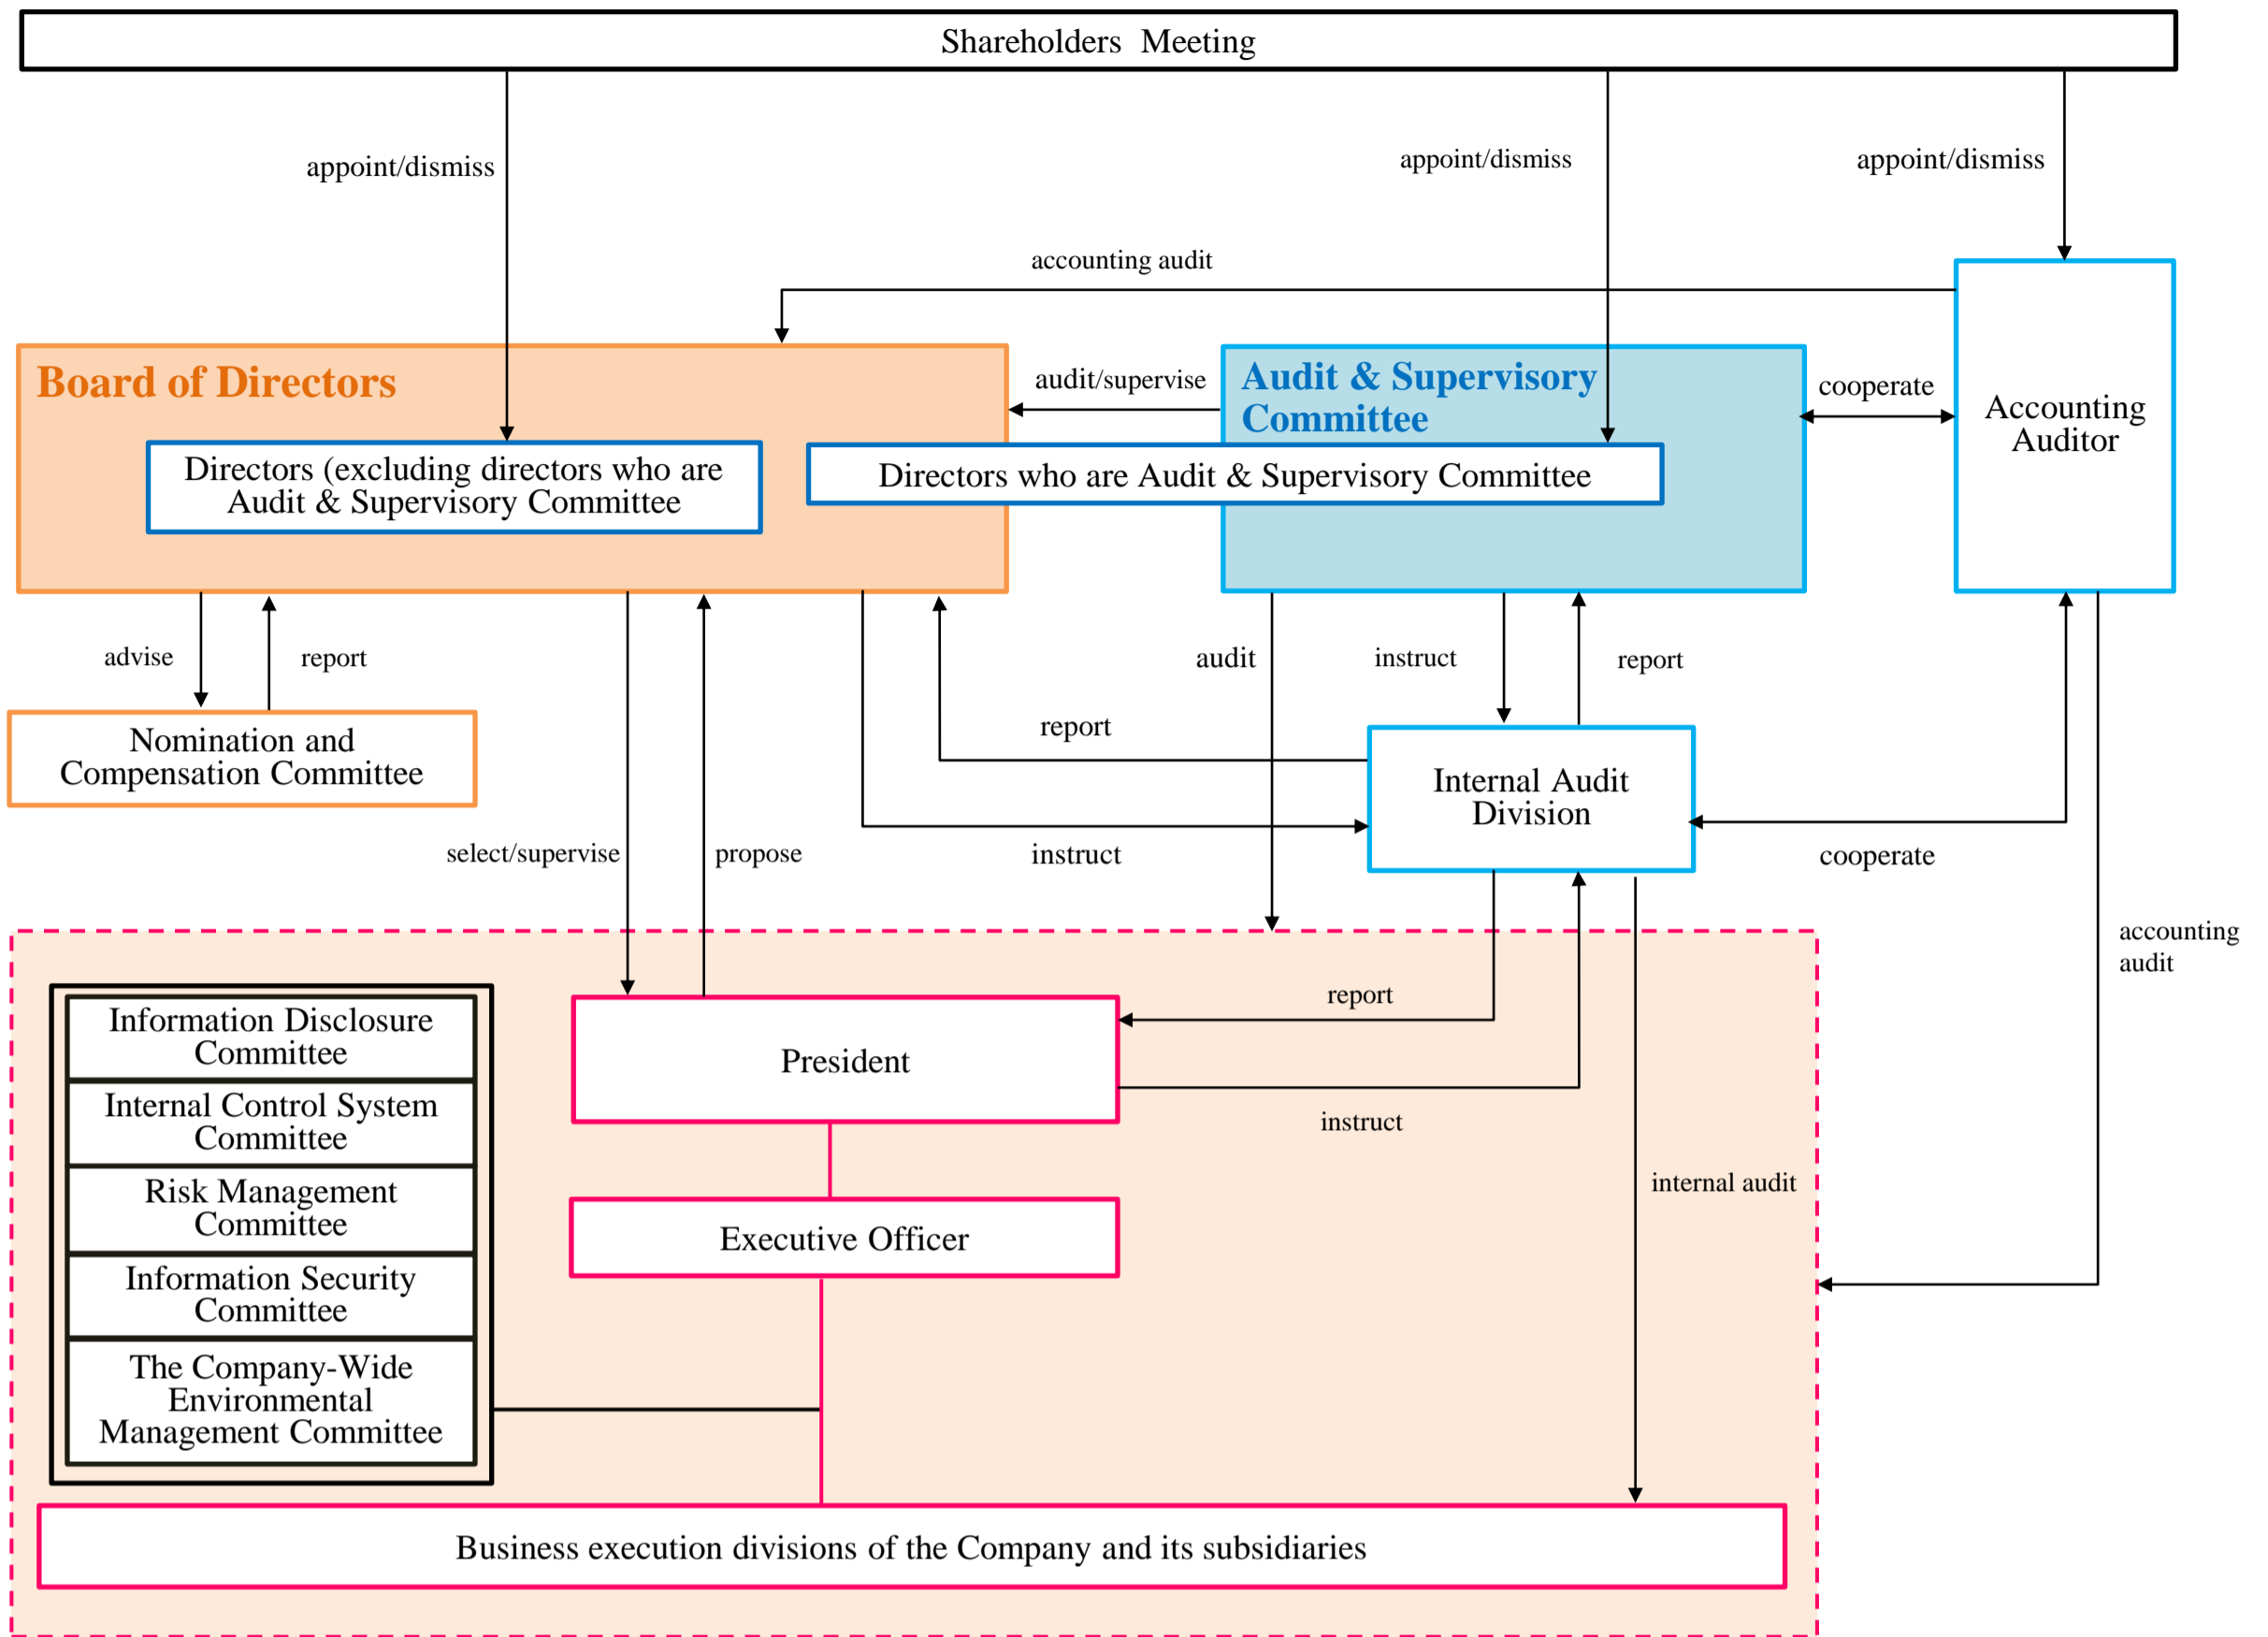 Shareholders Meeting
appoint/dismiss
appoint/dismiss
appoint/dismiss
accounting audit
Board of Directors
audit/supervise
Audit & Supervisory
Committee
cooperate
Accounting
Auditor
Directors (excluding directors who are
Audit & Supervisory Committee
Directors who are Audit & Supervisory Committee
advise
report
audit
instruct
report
Nomination and
Compensation Committee
report
Internal Audit
Division
select/supervise
propose
instruct
cooperate
accounting
audit
Information Disclosure
Committee
Internal Control System
Committee
Risk Management
Committee
Information Security
Committee
The Company-Wide
Environmental
Management Committee
report
President
instruct
internal audit
Executive Officer
Business execution divisions of the Company and its subsidiaries